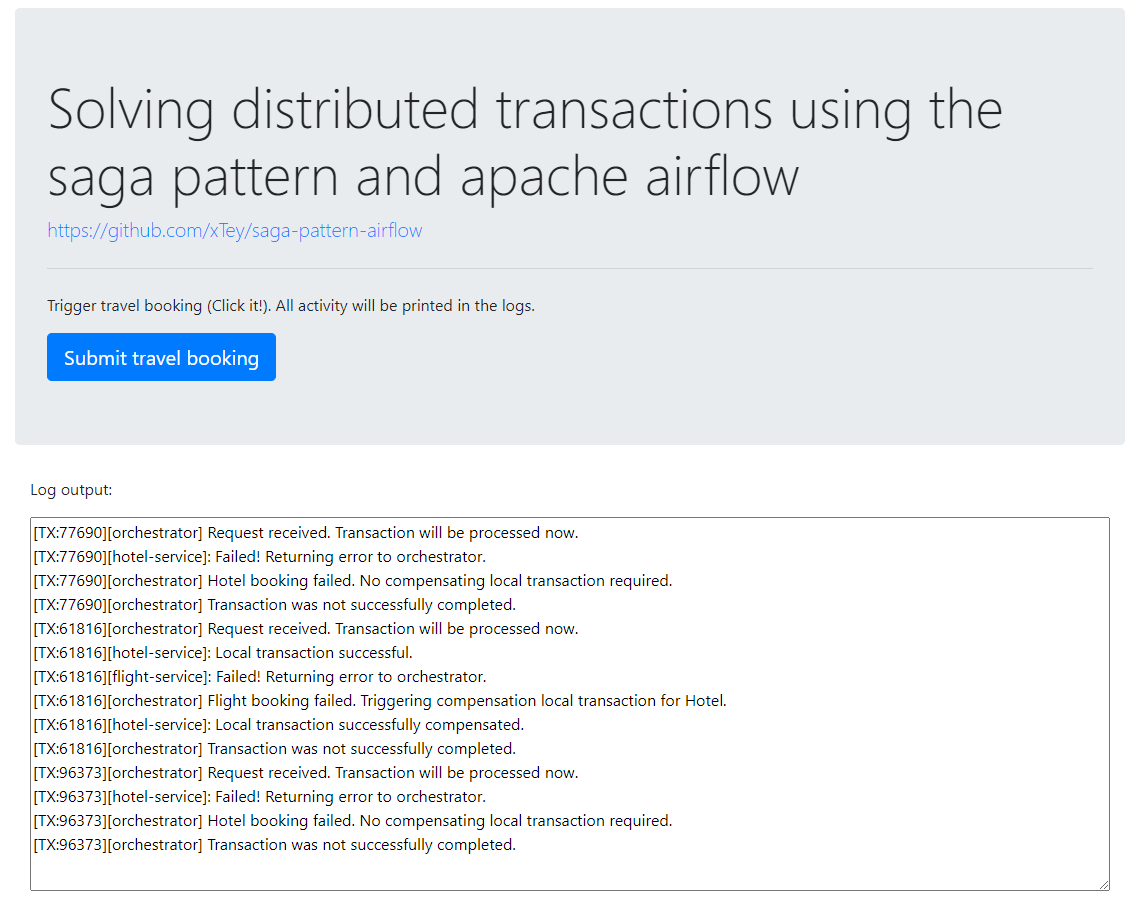 Solving distributed transactions using the
saga pattern and apache airflow
https://github.com/xTey/saga-pattern-airflow
Trigger travel booking (Click it!). All activity will be printed in the logs.
Submit travel booking
Log output:
[TX:77690][orchestrator] Request received. Transaction will be processed now.
[TX:77690][hotel-service]: Failed! Returning error to orchestrator.
[TX:77690][orchestrator] Hotel booking failed. No compensating local transaction required.
[TX:77690][orchestrator] Transaction was not successfully completed.
[TX:61816][orchestrator] Request received. Transaction will be processed now.
[TX:61816][hotel-service]: Local transaction successful.
[TX:61816][flight-service]: Failed! Returning error to orchestrator.
[TX:61816][orchestrator] Flight booking failed. Triggering compensation local transaction for Hotel.
[TX:61816][hotel-service]: Local transaction successfully compensated.
[TX:61816][orchestrator] Transaction was not successfully completed.
[TX:96373][orchestrator] Request received. Transaction will be processed now.
[TX:96373][hotel-service]: Failed! Returning error to orchestrator.
[TX:96373][orchestrator] Hotel booking failed. No compensating local transaction required.
[TX:96373][orchestrator] Transaction was not successfully completed.